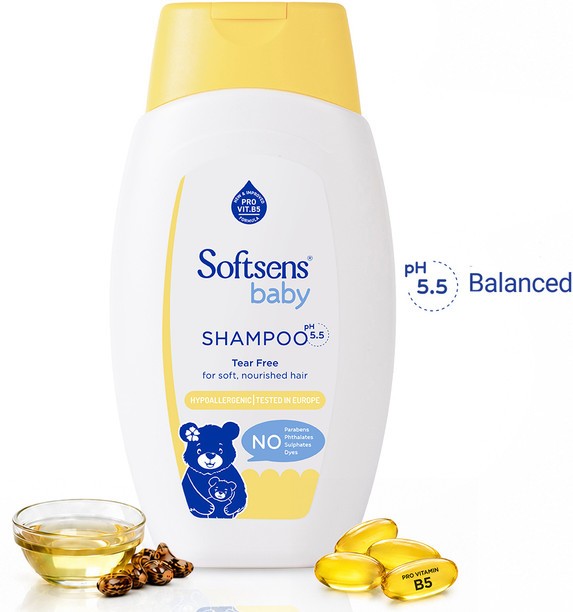 NEW & IMPROVED
PRO
VIT.B5
FORMULA
Softsens®
baby
SHAMPOO pH 5.5
Tear Free
for soft, nourished hair
HYPOALLERGENIC | TESTED IN EUROPE
NO
Parabens
Phthalates
Sulphates
Dyes
pH
5.5 Balanced
PRO VITAMIN
B5